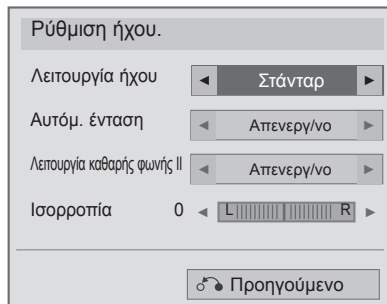 Ρύθμιση ήχου.
Λειτουργία ήχου ◄ Στάνταρ ►
Αυτόμ. ένταση ◄ Απενεργ/νο ►
Λειτουργία καθαρής φωνής II ◄ Απενεργ/νο ►
Ισορροπία 0 ◄ L R ►
Προηγούμενο